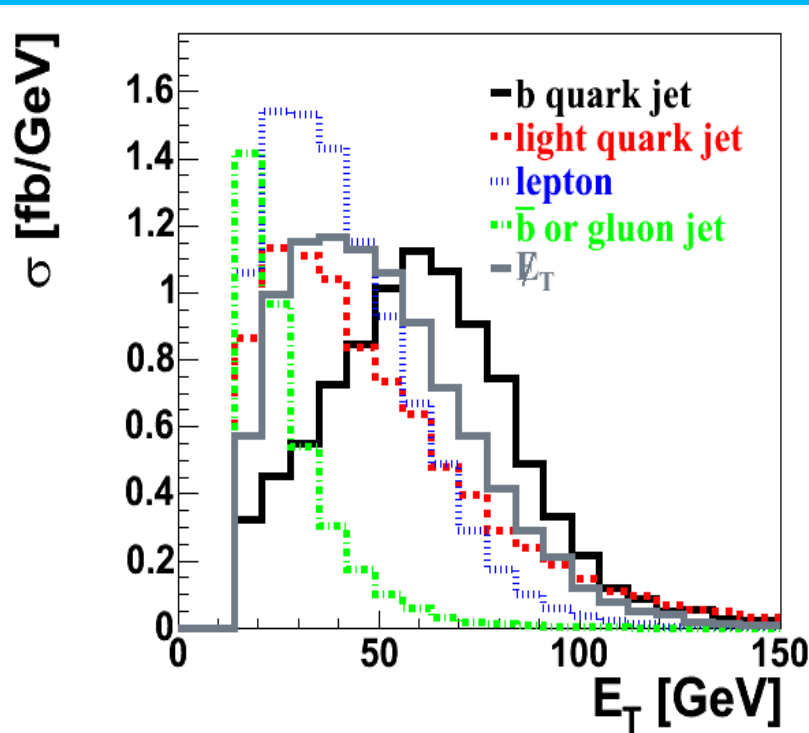 σ [fb/GeV]
1.6
1.4
1.2
1
0.8
0.6
0.4
0.2
0
b quark jet
light quark jet
lepton
b̅ or gluon jet
E̸T
0 50 100 150
ET [GeV]